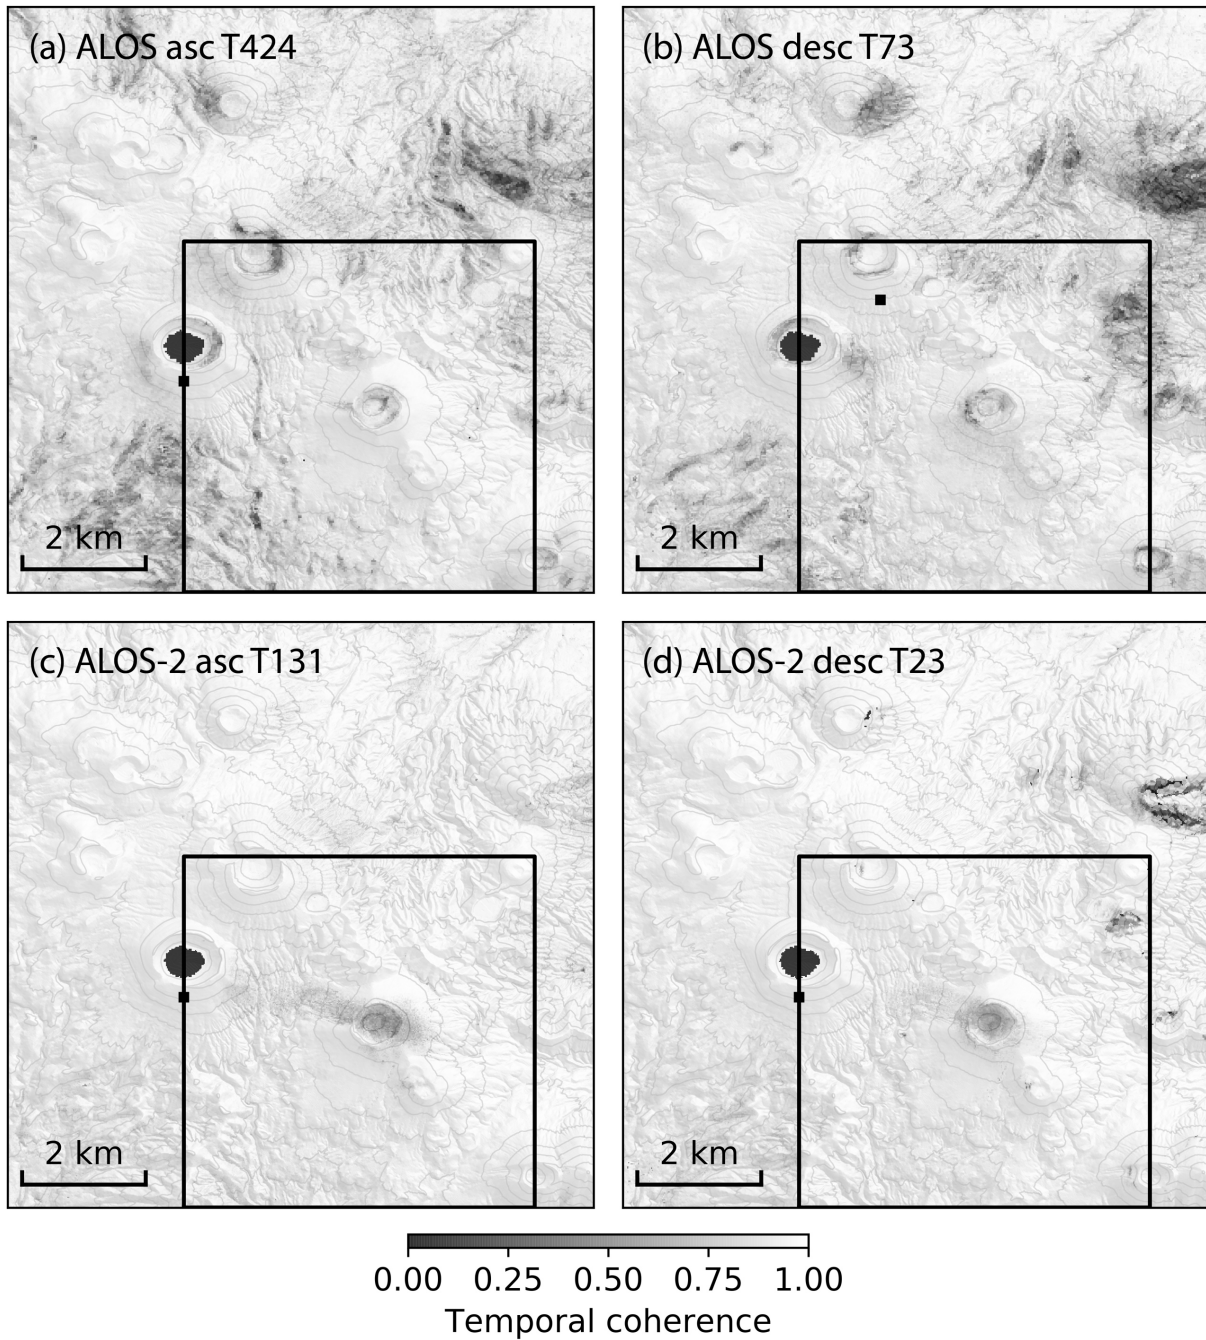 (a) ALOS asc T424
(b) ALOS desc T73
2 km
2 km
(c) ALOS-2 asc T131
(d) ALOS-2 desc T23
2 km
2 km
0.00 0.25 0.50 0.75 1.00
Temporal coherence